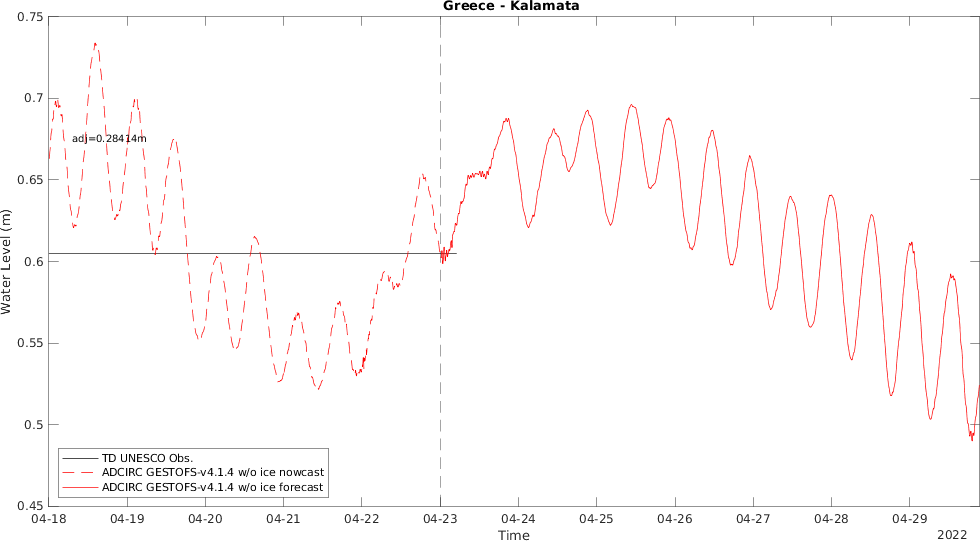 Greece - Kalamata
0.75
0.7
0.65
0.6
0.55
0.5
0.45
Water Level (m)
adj=0.28414m
TD UNESCO Obs.
ADCIRC GESTOFS-v4.1.4 w/o ice nowcast
ADCIRC GESTOFS-v4.1.4 w/o ice forecast
04-18 04-19 04-20 04-21 04-22 04-23 04-24 04-25 04-26 04-27 04-28 04-29
Time
2022